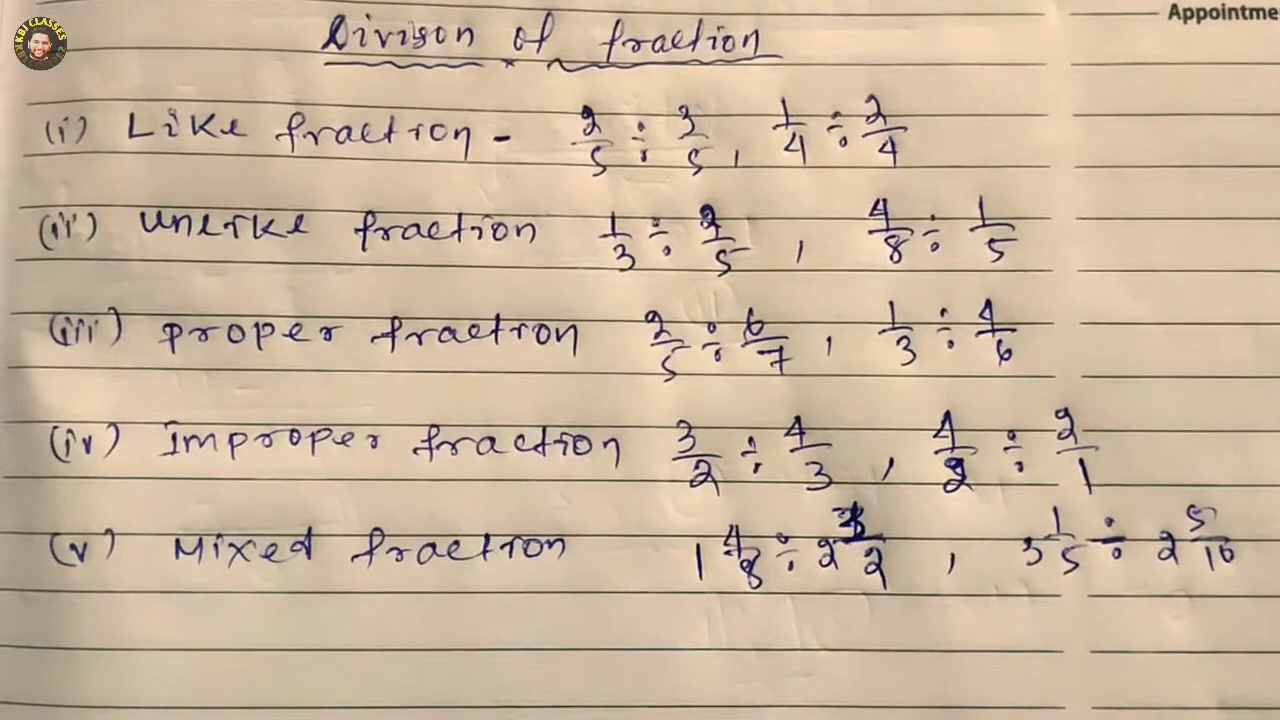 Appointme
KBI CLASSES
Divison of fraction
(i) Like fraction - 2/5 ÷ 3/5, 1/4 ÷ 2/4
(ii) unlike fraction 1/3 ÷ 2/5, 4/8 ÷ 1/5
(iii) proper fraction 2/5 ÷ 6/7, 1/3 ÷ 4/6
(iv) Improper fraction 3/2 ÷ 4/3, 4/2 ÷ 2/1
(v) Mixed fraction 1 4/8 ÷ 2 /2, 3 1/5 ÷ 2 5/10